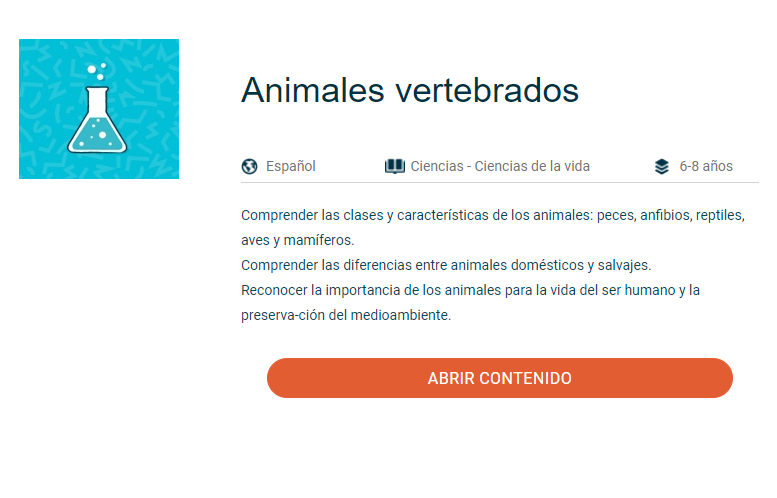 Animales vertebrados
Español
Ciencias - Ciencias de la vida
6-8 años
Comprender las clases y características de los animales: peces, anfibios, reptiles,
aves y mamíferos.
Comprender las diferencias entre animales domésticos y salvajes.
Reconocer la importancia de los animales para la vida del ser humano y la
preserva-ción del medioambiente.
ABRIR CONTENIDO